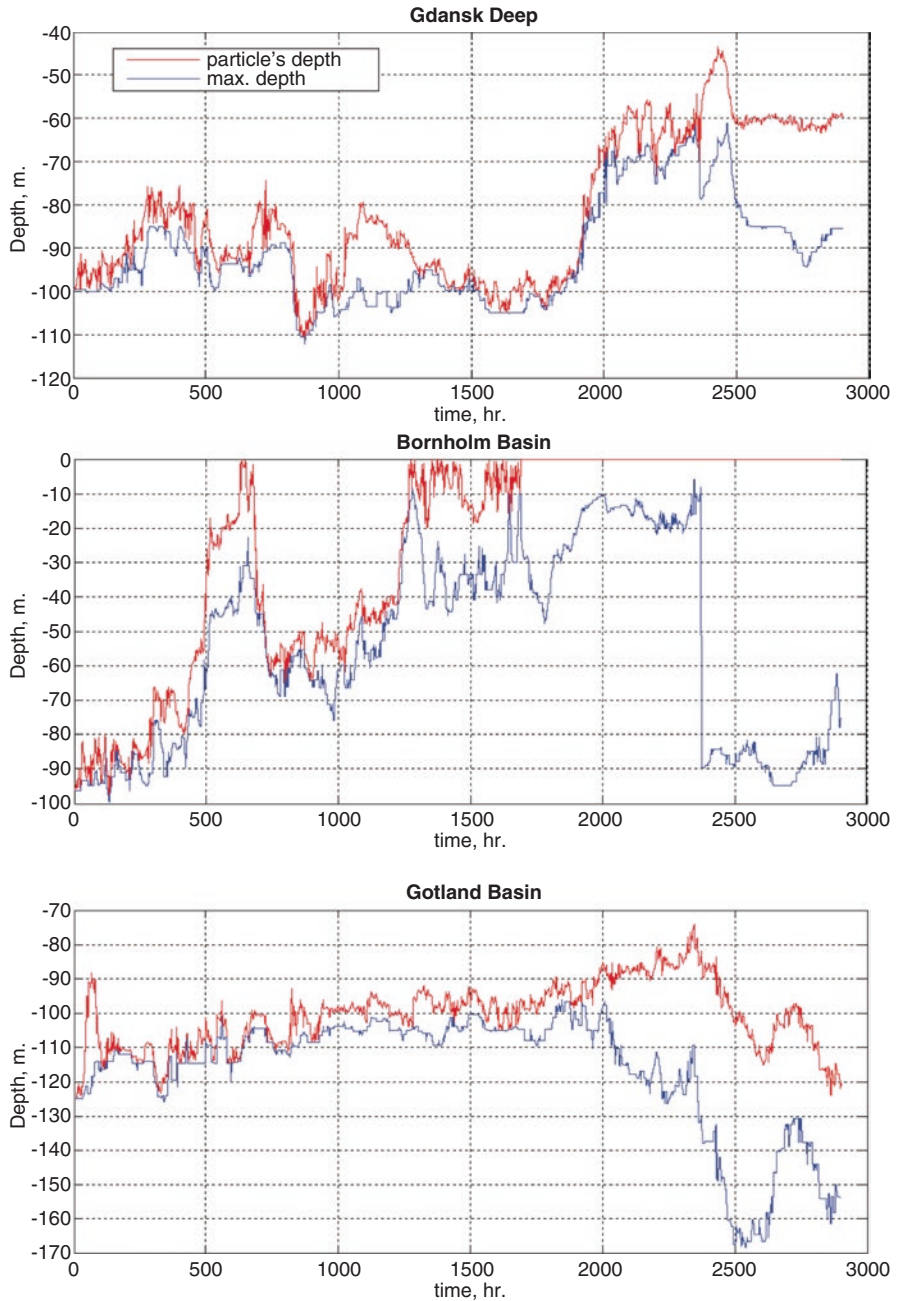 Gdansk Deep
particle's depth
max. depth
Depth, m.
-40
-50
-60
-70
-80
-90
-100
-110
-120
0 500 1000 1500 2000 2500 3000
time, hr.
Bornholm Basin
Depth, m.
0
-10
-20
-30
-40
-50
-60
-70
-80
-90
-100
0 500 1000 1500 2000 2500 3000
time, hr.
Gotland Basin
Depth, m.
-70
-80
-90
-100
-110
-120
-130
-140
-150
-160
-170
0 500 1000 1500 2000 2500 3000
time, hr.